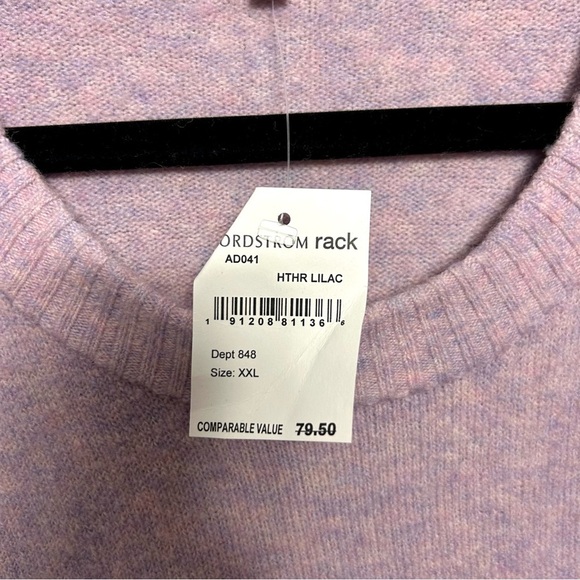 ORDSTROM rack
AD041
HTHR LILAC
1 91208 81136 6
Dept 848
Size: XXL
COMPARABLE VALUE 79.50